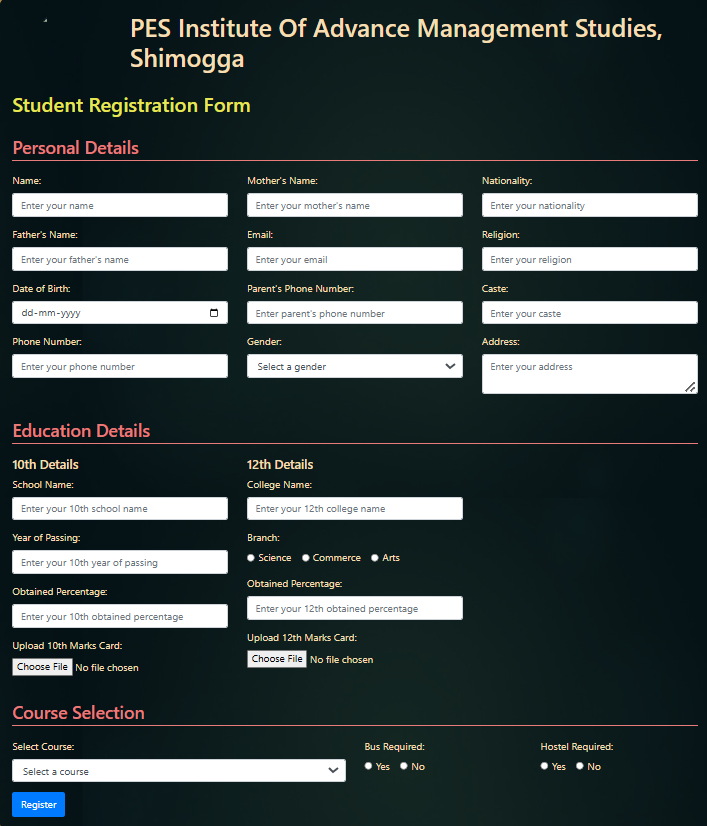 PES Institute Of Advance Management Studies,
Shimogga
Student Registration Form
Personal Details
Name: Mother's Name: Nationality:
Enter your name Enter your mother's name Enter your nationality
Father's Name: Email: Religion:
Enter your father's name Enter your email Enter your religion
Date of Birth: Parent's Phone Number: Caste:
dd-mm-yyyy Enter parent's phone number Enter your caste
Phone Number: Gender: Address:
Enter your phone number Select a gender Enter your address
Education Details
10th Details 12th Details
School Name: College Name:
Enter your 10th school name Enter your 12th college name
Year of Passing: Branch:
Enter your 10th year of passing Science Commerce Arts
Obtained Percentage: Obtained Percentage:
Enter your 10th obtained percentage Enter your 12th obtained percentage
Upload 10th Marks Card: Upload 12th Marks Card:
Choose File No file chosen Choose File No file chosen
Course Selection
Select Course: Bus Required: Hostel Required:
Select a course Yes No Yes No
Register